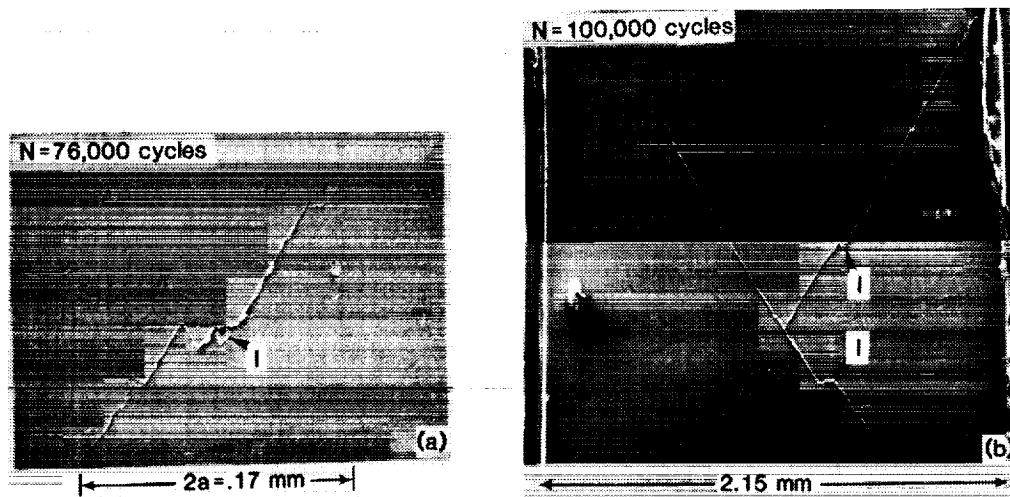 N=76,000 cycles
I
(a)
2a=.17 mm
N=100,000 cycles
I
I
(b)
2.15 mm